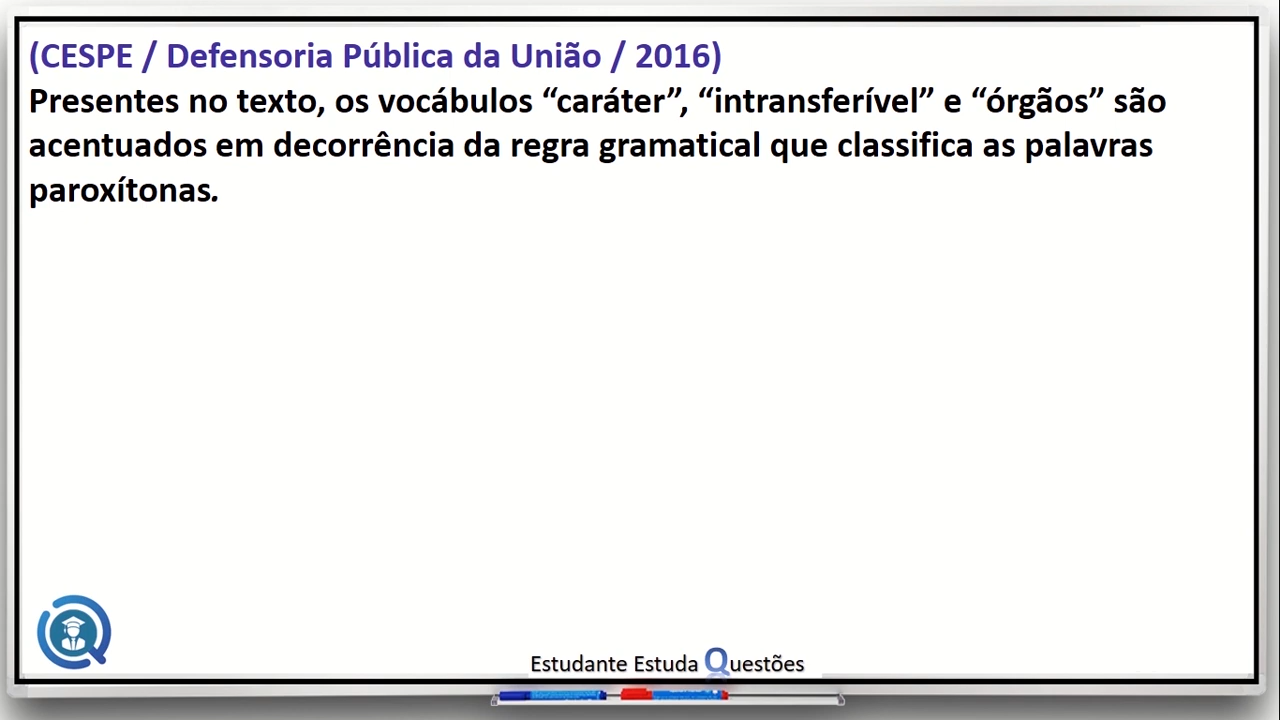 (CESPE / Defensoria Pública da União / 2016)
Presentes no texto, os vocábulos “caráter”, “intransferível” e “órgãos” são
acentuados em decorrência da regra gramatical que classifica as palavras
paroxítonas.
Estudante Estuda Questões